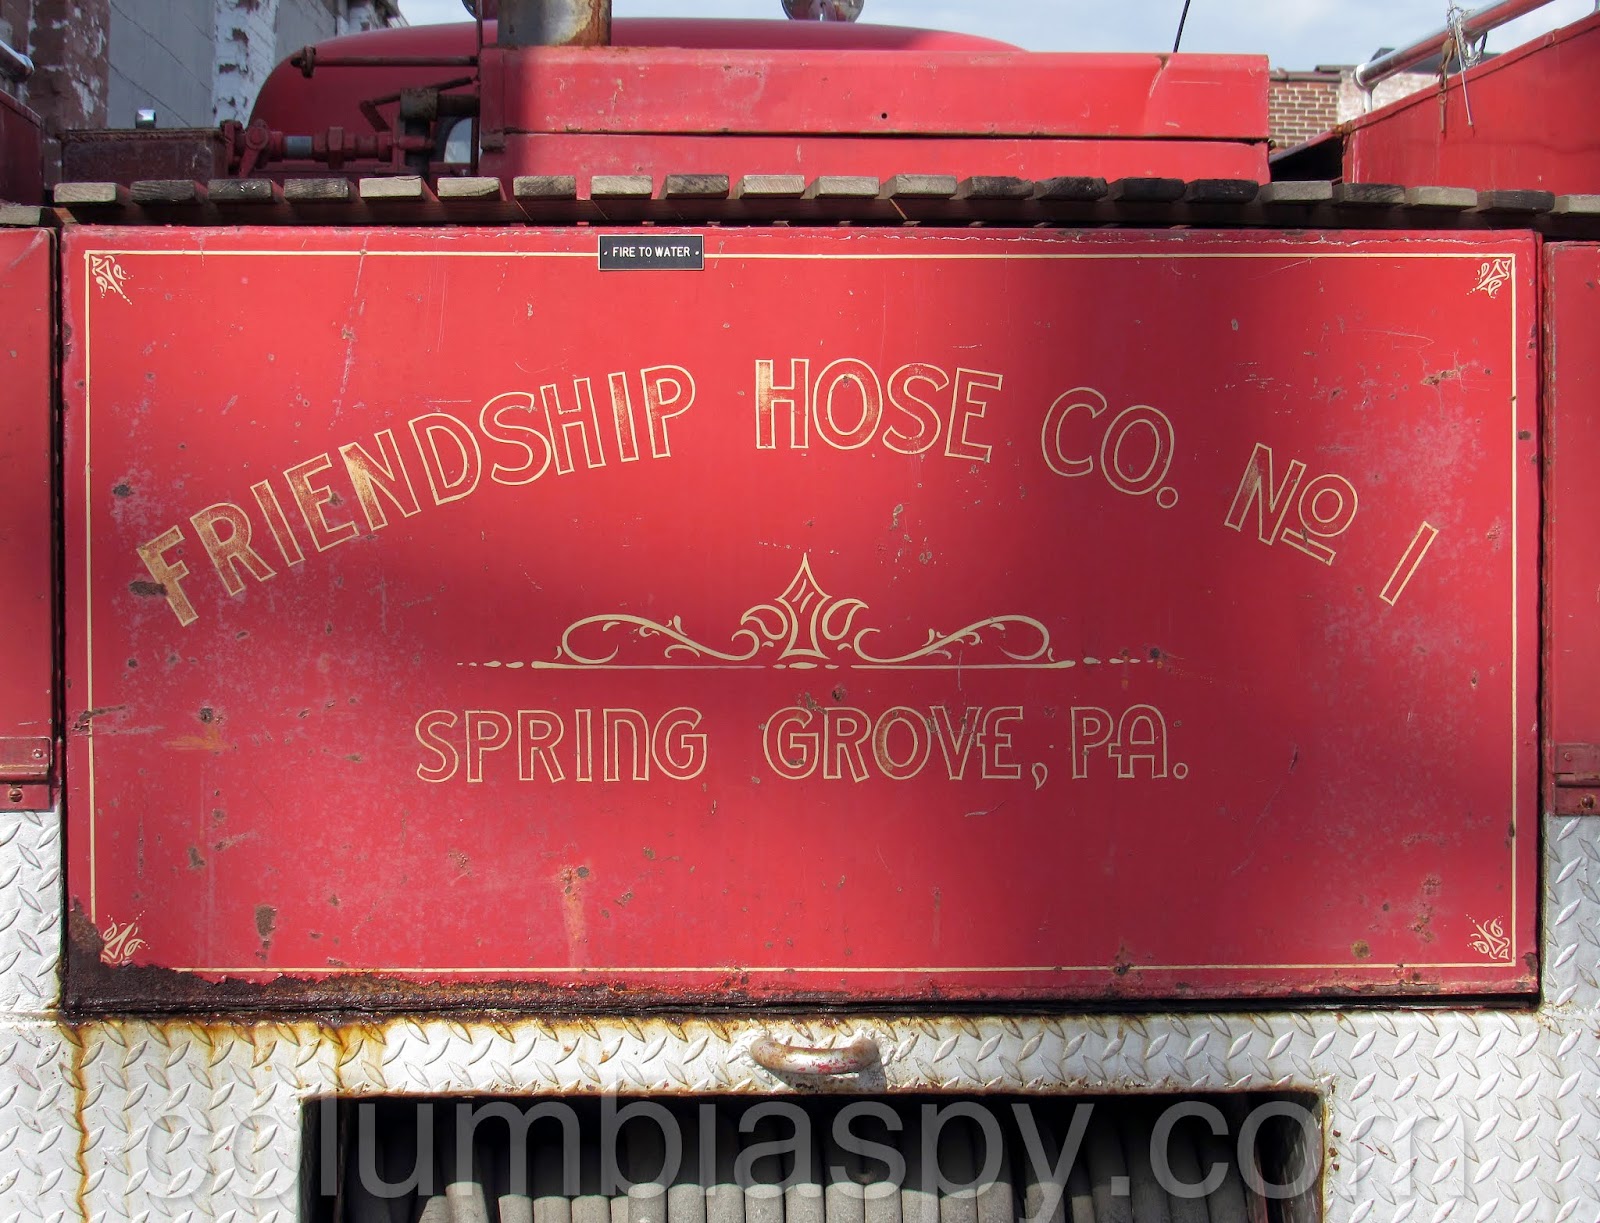 · FIRE TO WATER ·
FRIENDSHIP HOSE CO. No 1
SPRING GROVE, PA.
columbiaspy.com